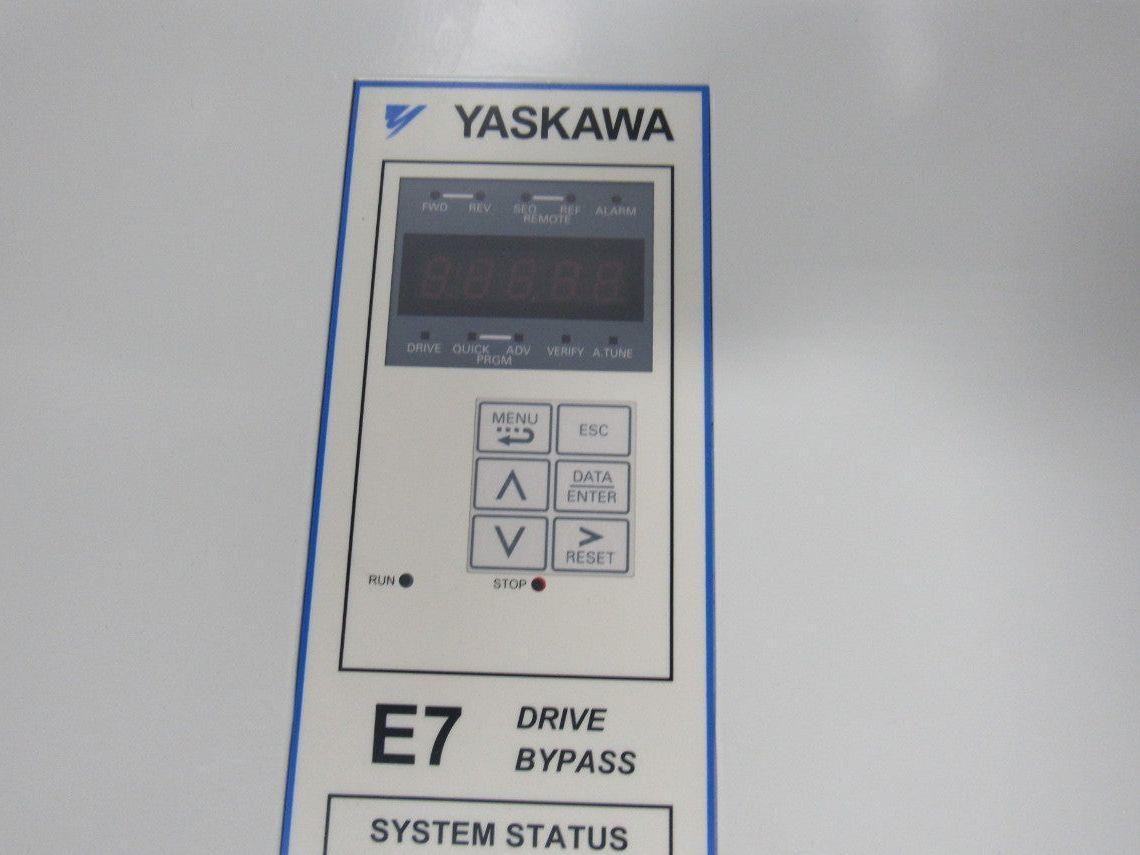 YASKAWA
FWD REV SEQ REF ALARM
REMOTE
DRIVE QUICK ADV VERIFY A.TUNE
PRGM
MENU ESC
DATA
ENTER
>
RESET
RUN STOP
E7 DRIVE
BYPASS
SYSTEM STATUS